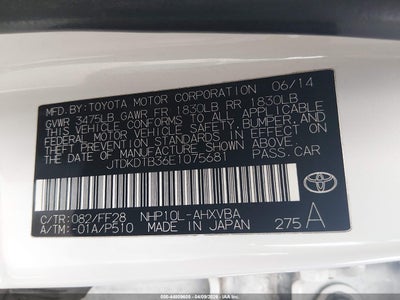 MFD. BY: TOYOTA MOTOR CORPORATION 06/14
GVWR 3475LB GAWR FR 1830LB RR 1830LB
THIS VEHICLE CONFORMS TO ALL APPLICABLE
FEDERAL MOTOR VEHICLE SAFETY, BUMPER, AND
THEFT PREVENTION STANDARDS IN EFFECT ON
THE DATE OF MANUFACTURE SHOWN ABOVE.
JTDKDTB36E1075681 PASS.CAR
C/TR: 082/FF28 NHP10L-AHXVBA
A/TM: -01A/P510 MADE IN JAPAN 275 A
TOYOTA